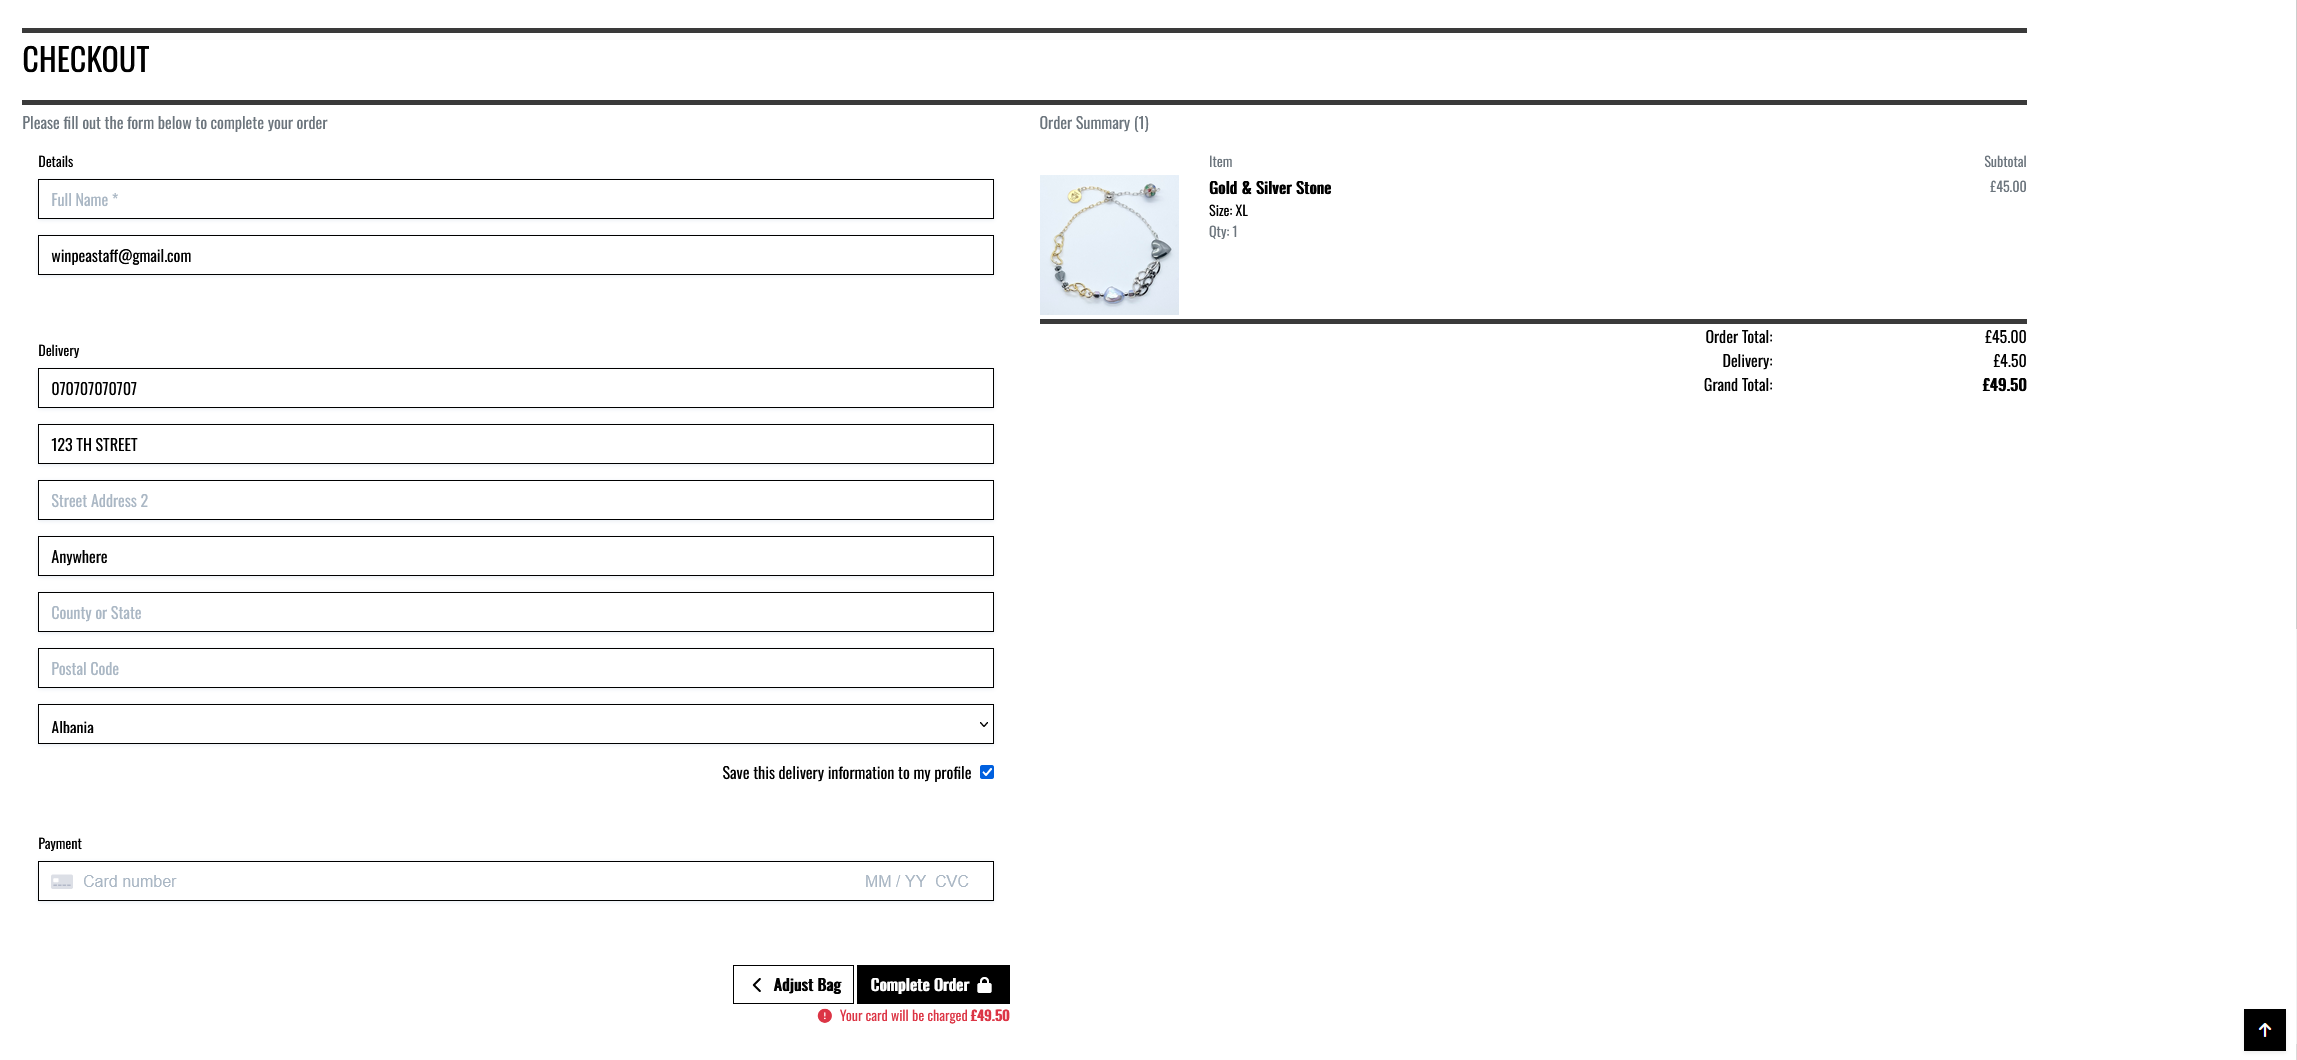 CHECKOUT
Please fill out the form below to complete your order
Details
Full Name *
winpeastaff@gmail.com
Delivery
070707070707
123 TH STREET
Street Address 2
Anywhere
County or State
Postal Code
Albania
Save this delivery information to my profile
Payment
Card number MM / YY CVC
Adjust Bag
Complete Order
Your card will be charged £49.50
Order Summary (1)
Item Subtotal
Gold & Silver Stone £45.00
Size: XL
Qty: 1
Order Total: £45.00
Delivery: £4.50
Grand Total: £49.50